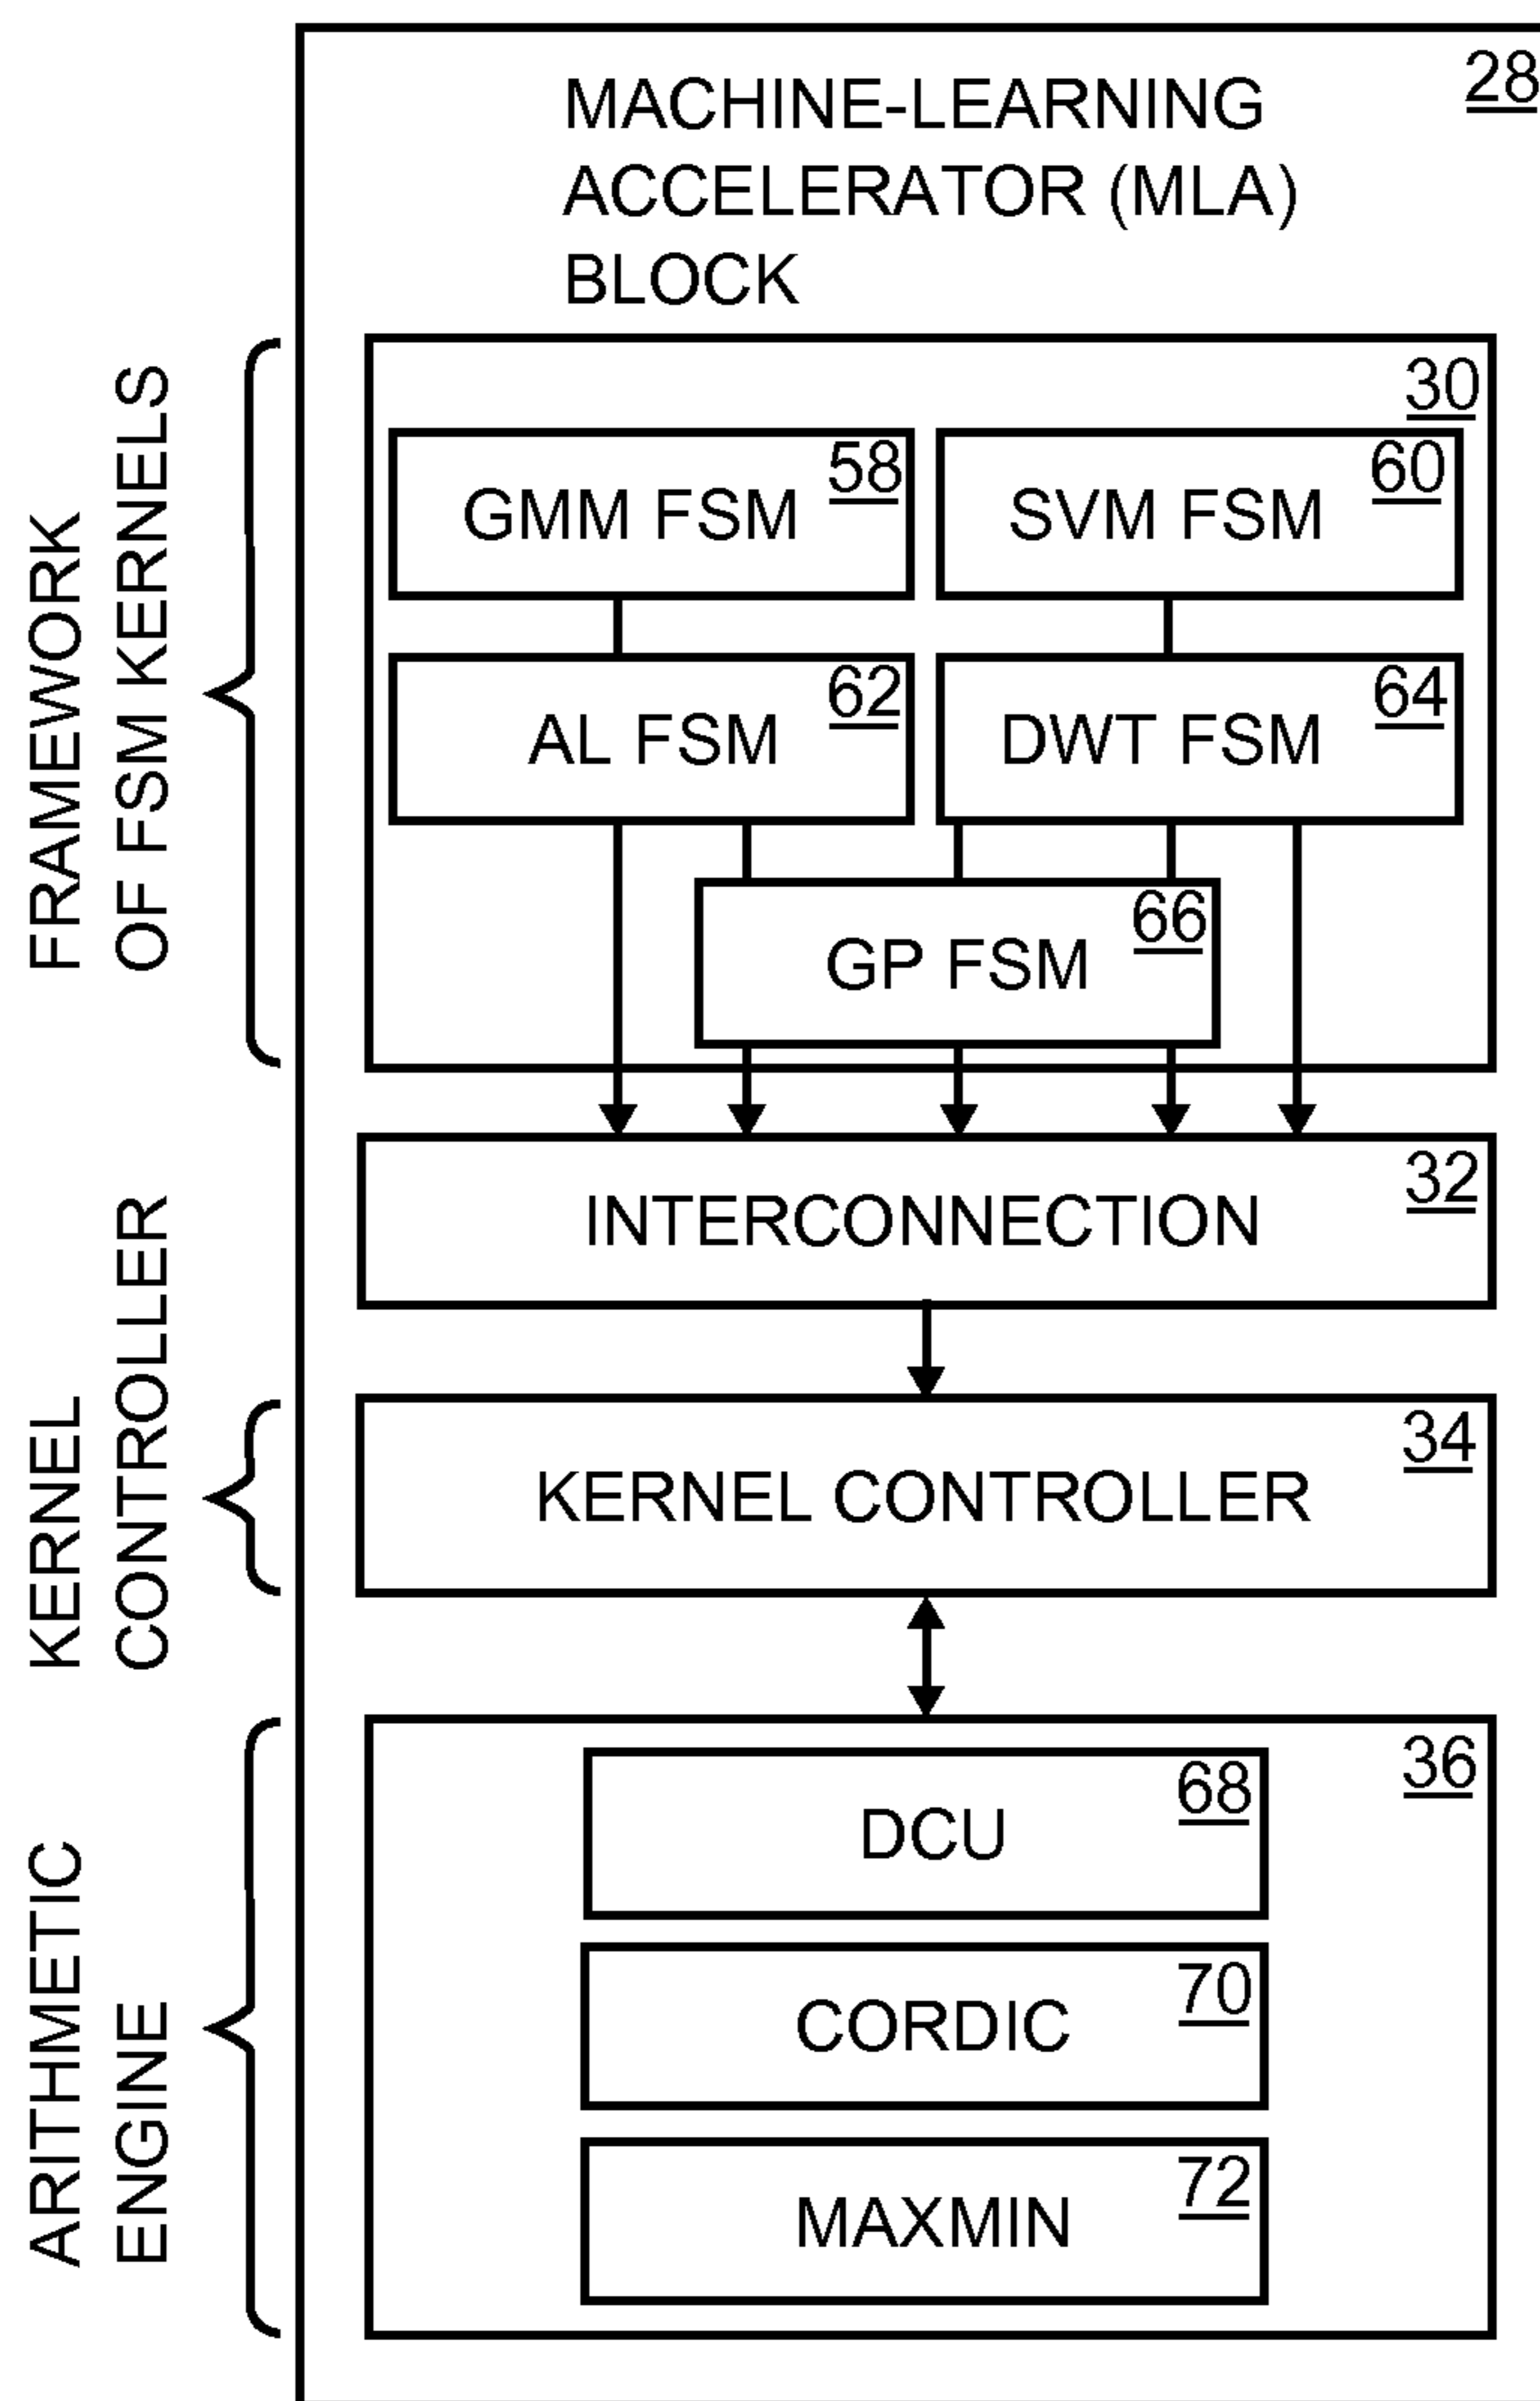 28
MACHINE-LEARNING
ACCELERATOR (MLA)
BLOCK
FRAMEWORK
OF FSM KERNELS
30
58
GMM FSM
60
SVM FSM
62
AL FSM
64
DWT FSM
66
GP FSM
32
INTERCONNECTION
KERNEL
CONTROLLER
34
KERNEL CONTROLLER
ARITHMETIC
ENGINE
36
68
DCU
70
CORDIC
72
MAXMIN